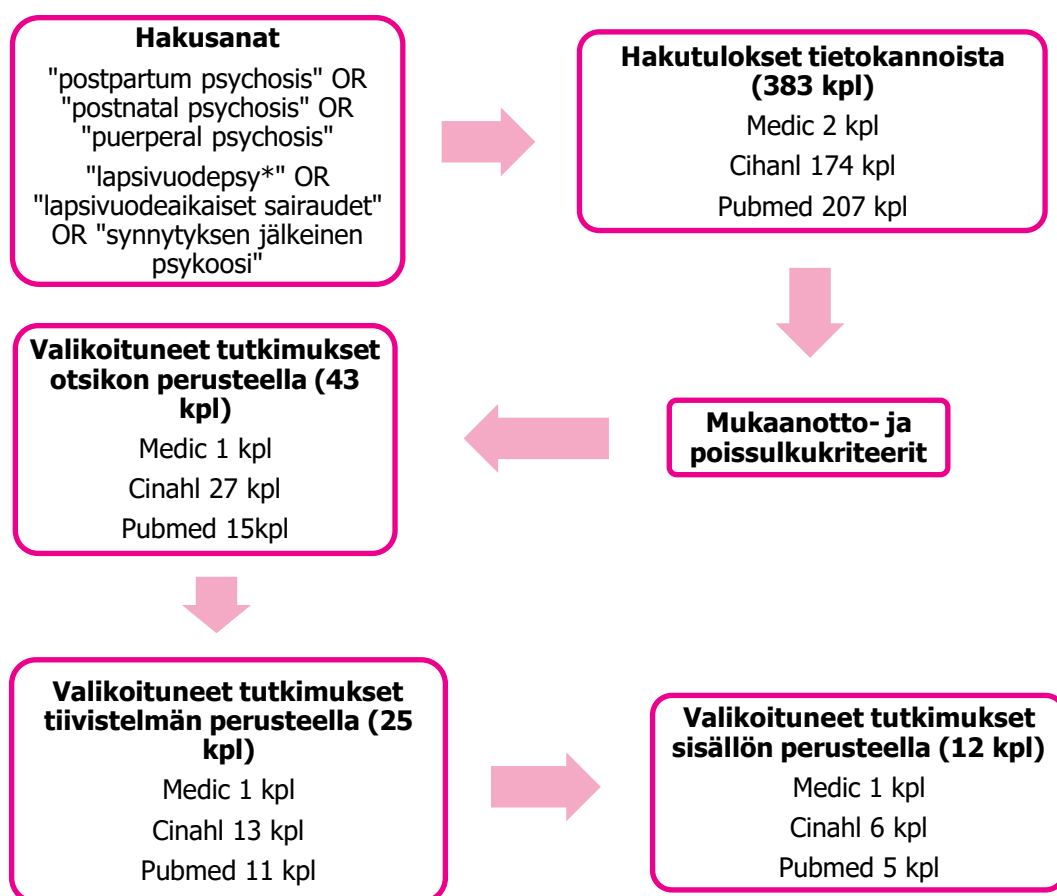 Hakusanat
"postpartum psychosis" OR
"postnatal psychosis" OR
"puerperal psychosis"
"lapsivuodepsy*" OR
"lapsivuodeaikaiset sairaudet"
OR "synnytyksen jälkeinen
psykoosi"
Hakutulokset tietokannoista
(383 kpl)
Medic 2 kpl
Cihanl 174 kpl
Pubmed 207 kpl
Mukaanotto- ja
poissulkukriteerit
Valikoituneet tutkimukset
otsikon perusteella (43
kpl)
Medic 1 kpl
Cinahl 27 kpl
Pubmed 15kpl
Valikoituneet tutkimukset
tiivistelmän perusteella (25
kpl)
Medic 1 kpl
Cinahl 13 kpl
Pubmed 11 kpl
Valikoituneet tutkimukset
sisällön perusteella (12 kpl)
Medic 1 kpl
Cinahl 6 kpl
Pubmed 5 kpl